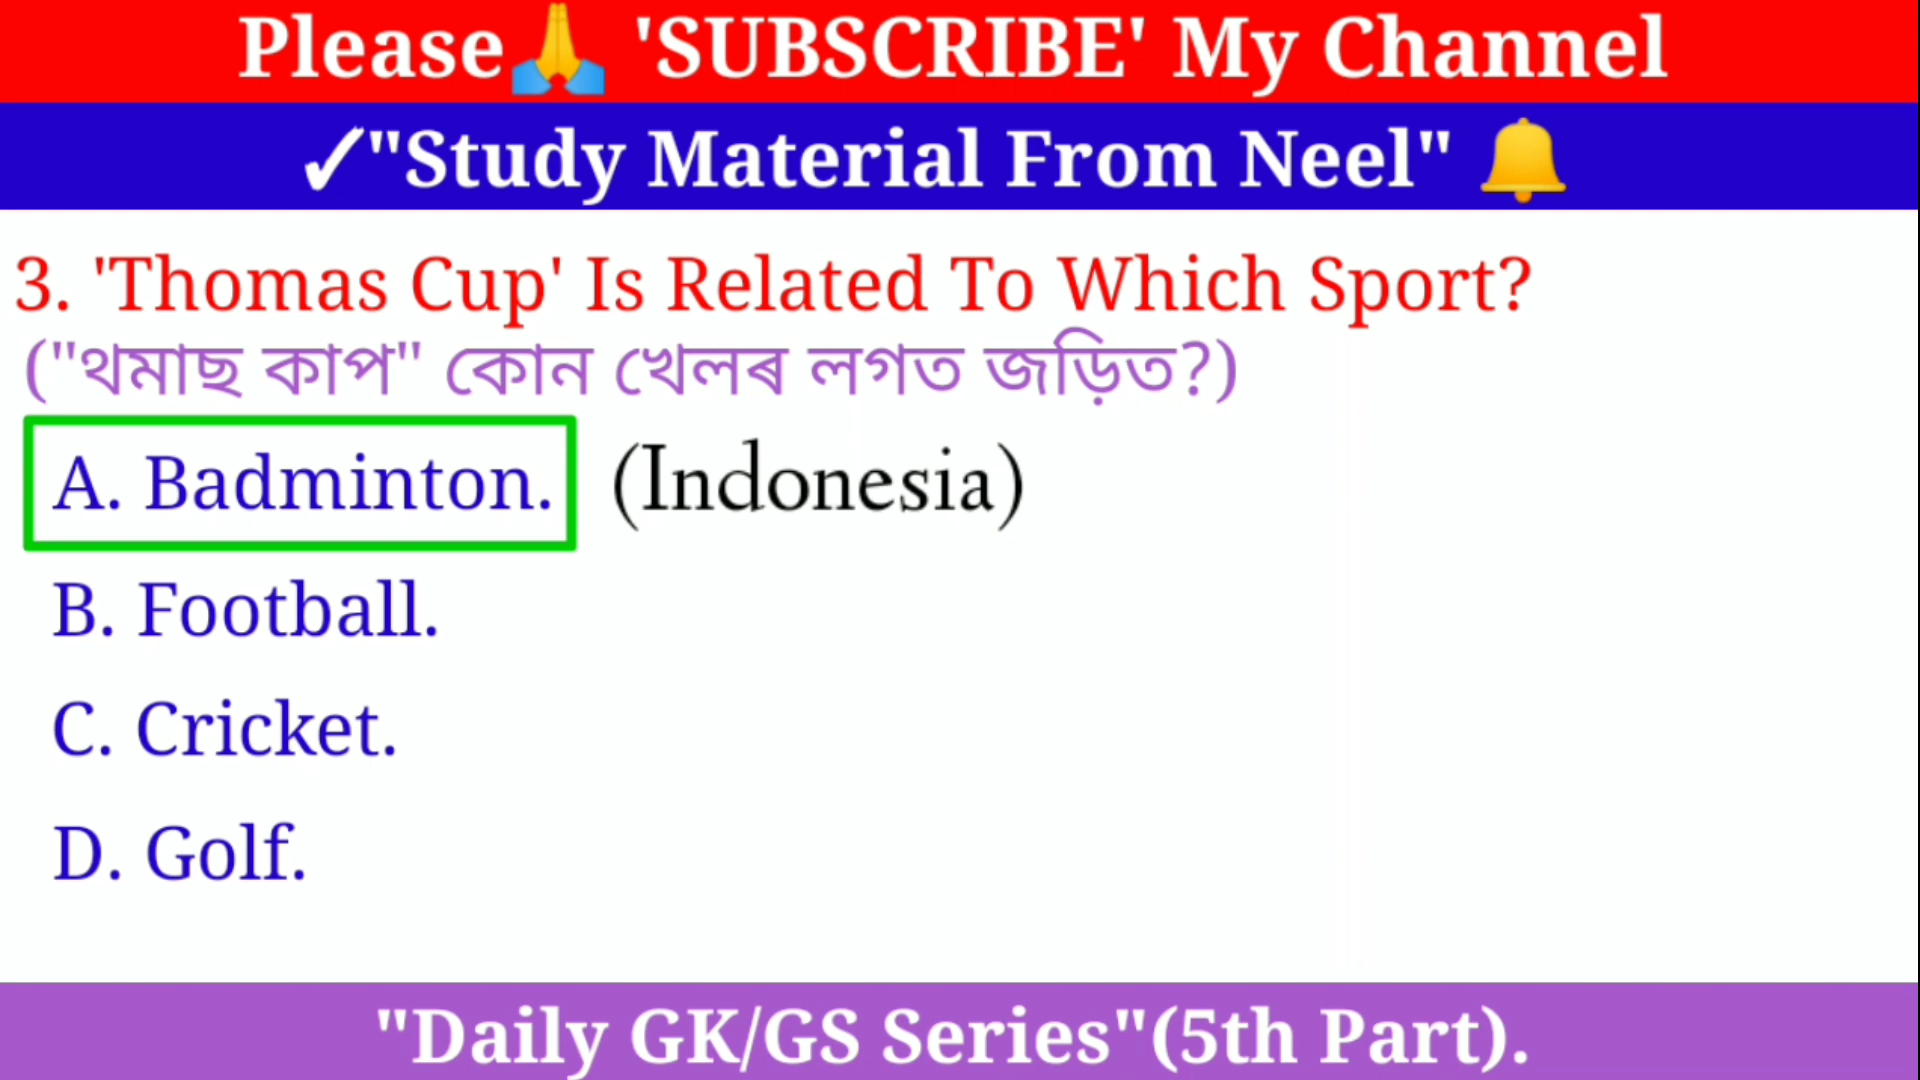 Please🙏 'SUBSCRIBE' My Channel
✓"Study Material From Neel" 🔔
3. 'Thomas Cup' Is Related To Which Sport?
("থমাছ কাপ" কোন খেলৰ লগত জড়িত?)
A. Badminton. (Indonesia)
B. Football.
C. Cricket.
D. Golf.
"Daily GK/GS Series"(5th Part).